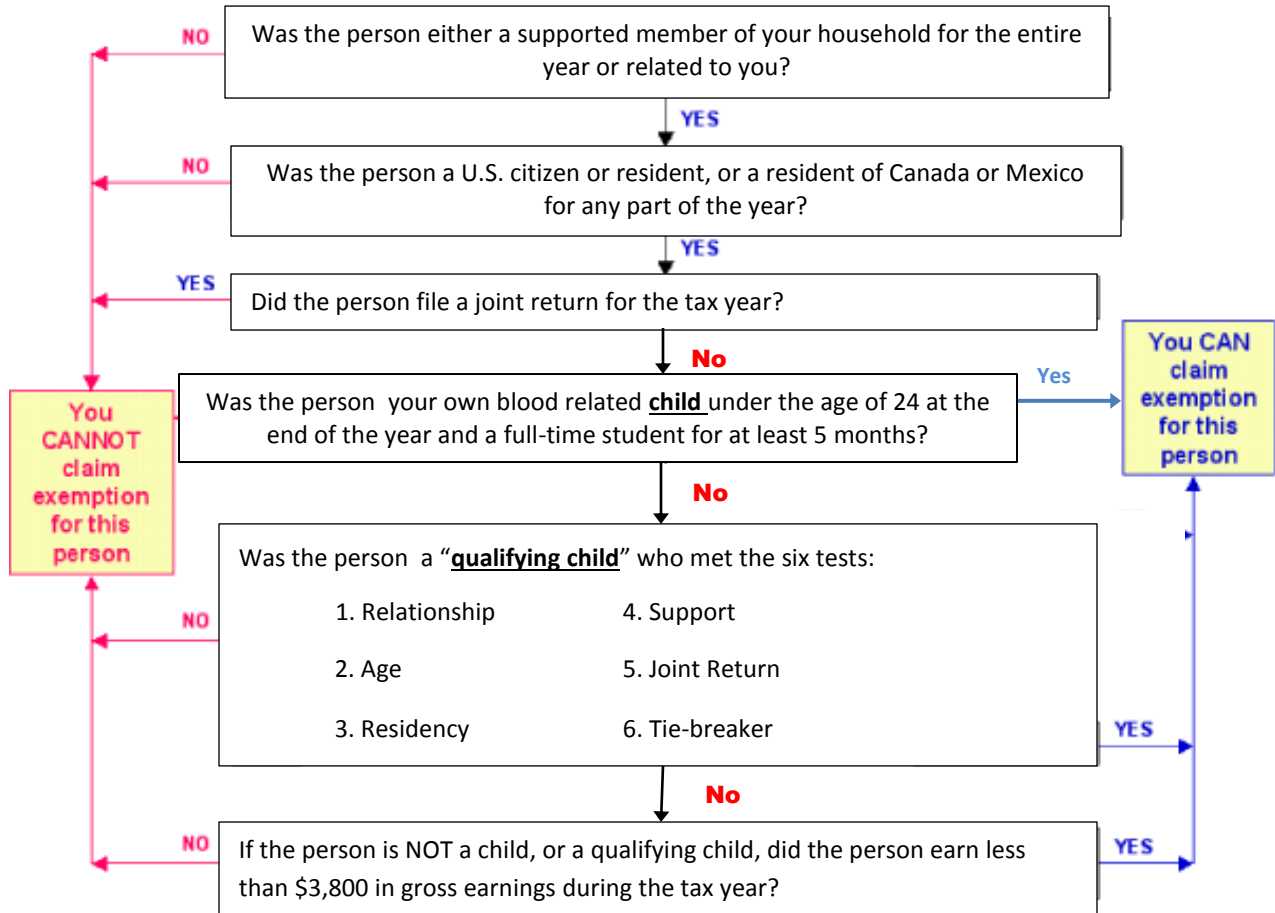 NO
Was the person either a supported member of your household for the entire
year or related to you?
YES
NO
Was the person a U.S. citizen or resident, or a resident of Canada or Mexico
for any part of the year?
YES
YES
Did the person file a joint return for the tax year?
No
You CAN
claim
exemption
for this
person
Yes
Was the person your own blood related child under the age of 24 at the
end of the year and a full-time student for at least 5 months?
You
CANNOT
claim
exemption
for this
person
No
Was the person a “qualifying child” who met the six tests:
1. Relationship
4. Support
NO
2. Age
5. Joint Return
3. Residency
6. Tie-breaker
YES
No
NO
If the person is NOT a child, or a qualifying child, did the person earn less
than $3,800 in gross earnings during the tax year?
YES